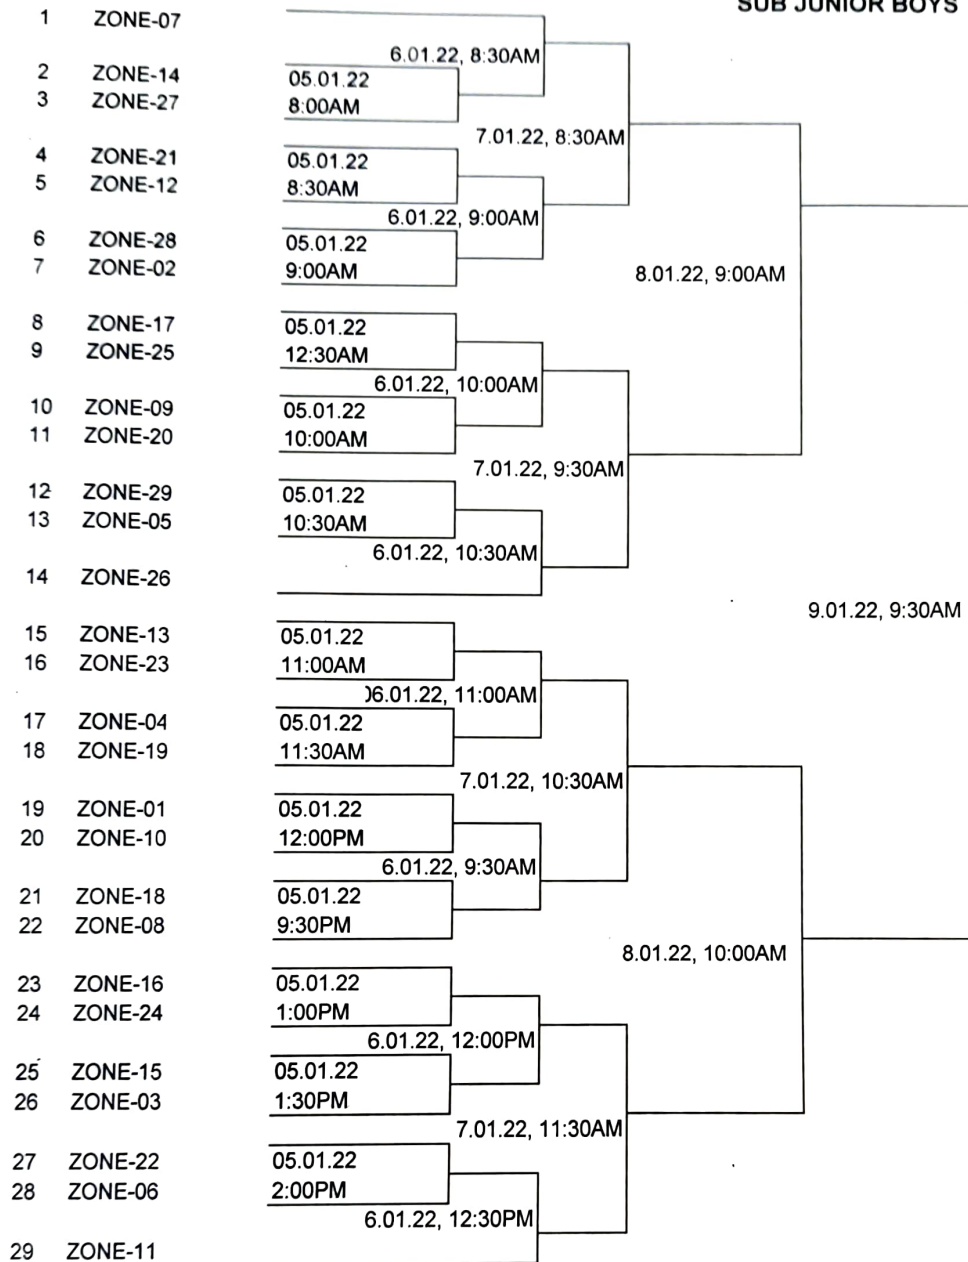 SUB JUNIOR BOYS
1 ZONE-07
6.01.22, 8:30AM
2 ZONE-14 05.01.22
3 ZONE-27 8:00AM
7.01.22, 8:30AM
4 ZONE-21 05.01.22
5 ZONE-12 8:30AM
6.01.22, 9:00AM
6 ZONE-28 05.01.22
7 ZONE-02 9:00AM
8.01.22, 9:00AM
8 ZONE-17 05.01.22
9 ZONE-25 12:30AM
6.01.22, 10:00AM
10 ZONE-09 05.01.22
11 ZONE-20 10:00AM
7.01.22, 9:30AM
12 ZONE-29 05.01.22
13 ZONE-05 10:30AM
6.01.22, 10:30AM
14 ZONE-26
9.01.22, 9:30AM
15 ZONE-13 05.01.22
16 ZONE-23 11:00AM
06.01.22, 11:00AM
17 ZONE-04 05.01.22
18 ZONE-19 11:30AM
7.01.22, 10:30AM
19 ZONE-01 05.01.22
20 ZONE-10 12:00PM
6.01.22, 9:30AM
21 ZONE-18 05.01.22
22 ZONE-08 9:30PM
8.01.22, 10:00AM
23 ZONE-16 05.01.22
24 ZONE-24 1:00PM
6.01.22, 12:00PM
25 ZONE-15 05.01.22
26 ZONE-03 1:30PM
7.01.22, 11:30AM
27 ZONE-22 05.01.22
28 ZONE-06 2:00PM
6.01.22, 12:30PM
29 ZONE-11